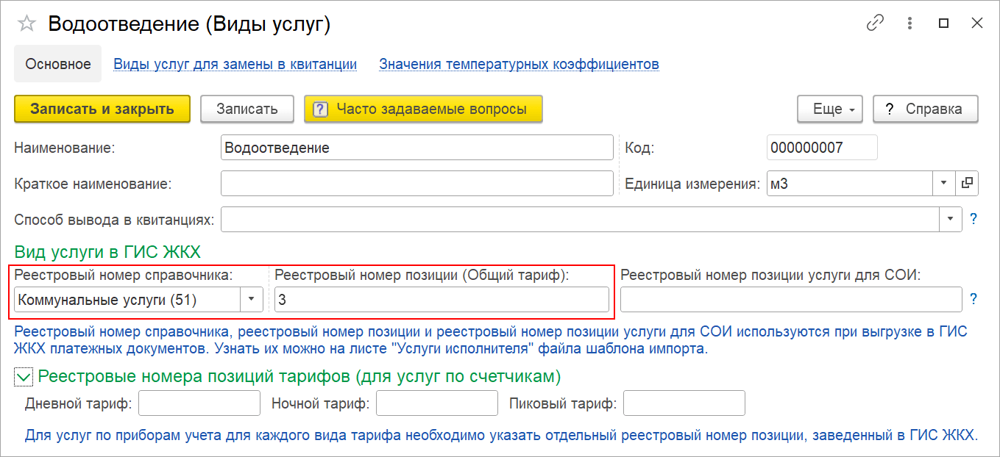 Водоотведение (Виды услуг)
Основное Виды услуг для замены в квитанции Значения температурных коэффициентов
Записать и закрыть Записать ? Часто задаваемые вопросы Еще ? Справка
Наименование: Водоотведение Код: 000000007
Краткое наименование: Единица измерения: м3
Способ вывода в квитанциях: ?
Вид услуги в ГИС ЖКХ
Реестровый номер справочника: Реестровый номер позиции (Общий тариф): Реестровый номер позиции услуги для СОИ:
Коммунальные услуги (51) 3 ?
Реестровый номер справочника, реестровый номер позиции и реестровый номер позиции услуги для СОИ используются при выгрузке в ГИС
ЖКХ платежных документов. Узнать их можно на листе "Услуги исполнителя" файла шаблона импорта.
Реестровые номера позиций тарифов (для услуг по счетчикам)
Дневной тариф: Ночной тариф: Пиковый тариф:
Для услуг по приборам учета для каждого вида тарифа необходимо указать отдельный реестровый номер позиции, заведенный в ГИС ЖКХ.